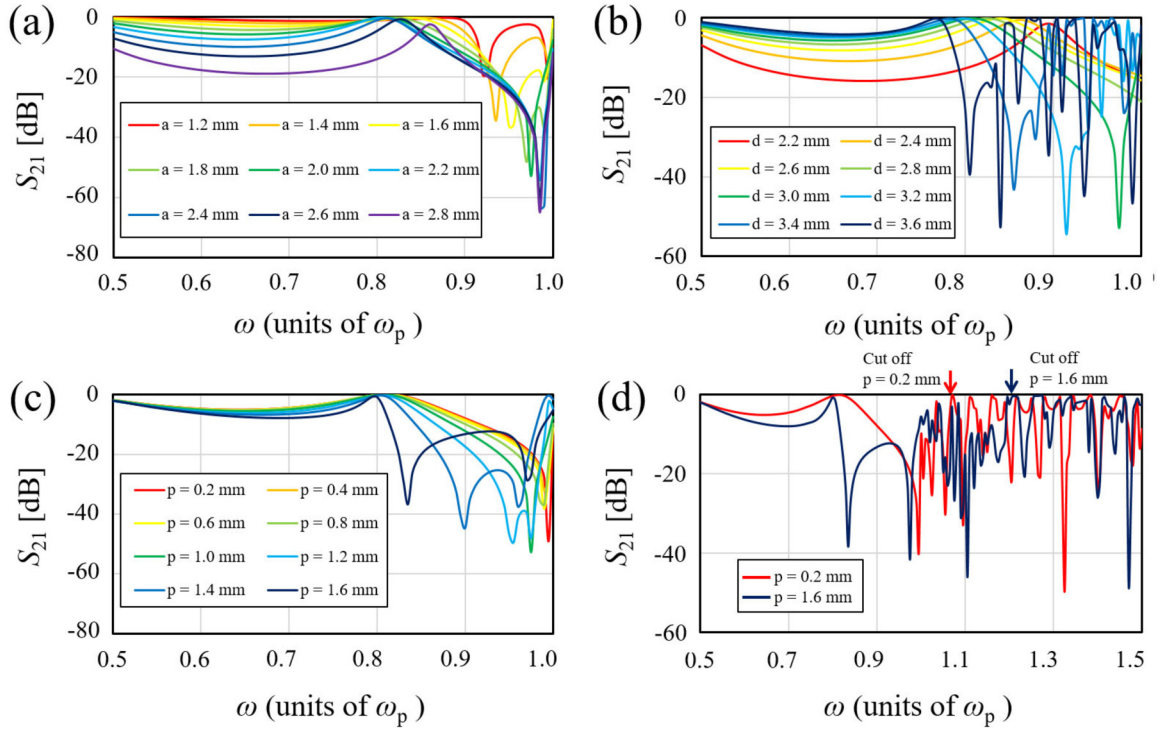 (a)
0
-20
-40
-60
-80
S21 [dB]
a = 1.2 mm a = 1.4 mm a = 1.6 mm
a = 1.8 mm a = 2.0 mm a = 2.2 mm
a = 2.4 mm a = 2.6 mm a = 2.8 mm
0.5 0.6 0.7 0.8 0.9 1.0
ω (units of ωp )
(b)
0
-20
-40
-60
S21 [dB]
d = 2.2 mm d = 2.4 mm
d = 2.6 mm d = 2.8 mm
d = 3.0 mm d = 3.2 mm
d = 3.4 mm d = 3.6 mm
0.5 0.6 0.7 0.8 0.9 1.0
ω (units of ωp )
(c)
0
-20
-40
-60
-80
S21 [dB]
p = 0.2 mm p = 0.4 mm
p = 0.6 mm p = 0.8 mm
p = 1.0 mm p = 1.2 mm
p = 1.4 mm p = 1.6 mm
0.5 0.6 0.7 0.8 0.9 1.0
ω (units of ωp )
(d)
Cut off
p = 0.2 mm
Cut off
p = 1.6 mm
0
-20
-40
-60
S21 [dB]
p = 0.2 mm
p = 1.6 mm
0.5 0.7 0.9 1.1 1.3 1.5
ω (units of ωp )